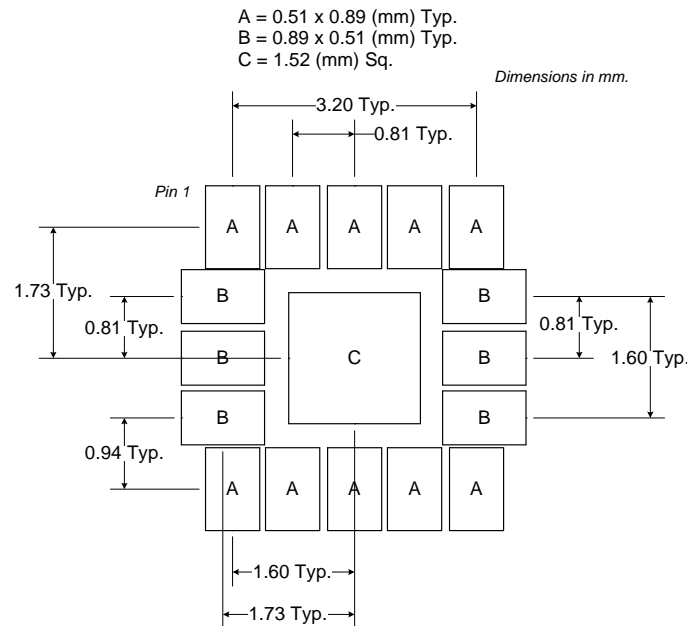 A = 0.51 x 0.89 (mm) Typ.
B = 0.89 x 0.51 (mm) Typ.
C = 1.52 (mm) Sq.
Dimensions in mm.
3.20 Typ.
0.81 Typ.
Pin 1
A A A A A
1.73 Typ.
B B
0.81 Typ. 0.81 Typ.
B C B
1.60 Typ.
B B
0.94 Typ.
A A A A A
1.60 Typ.
1.73 Typ.